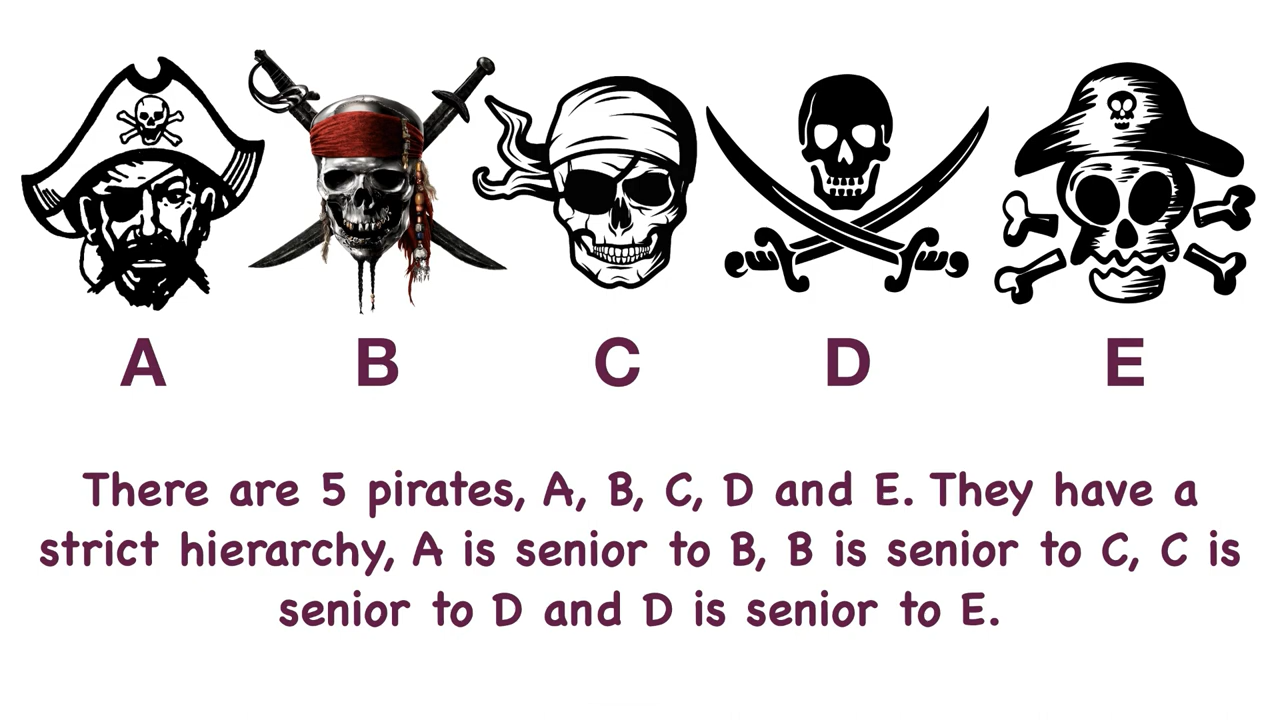 A B C D E
There are 5 pirates, A, B, C, D and E. They have a
strict hierarchy, A is senior to B, B is senior to C, C is
senior to D and D is senior to E.